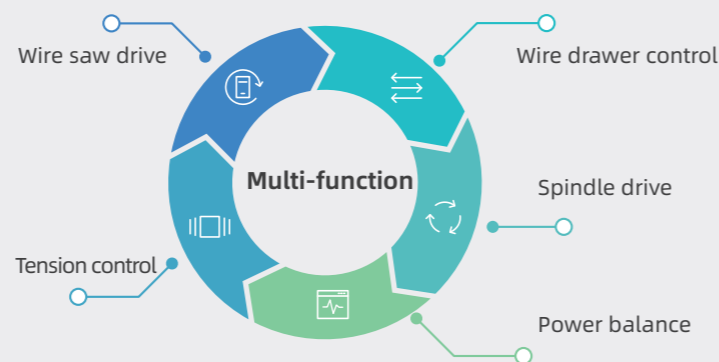 Wire saw drive
Wire drawer control
Multi-function
Spindle drive
Tension control
Power balance